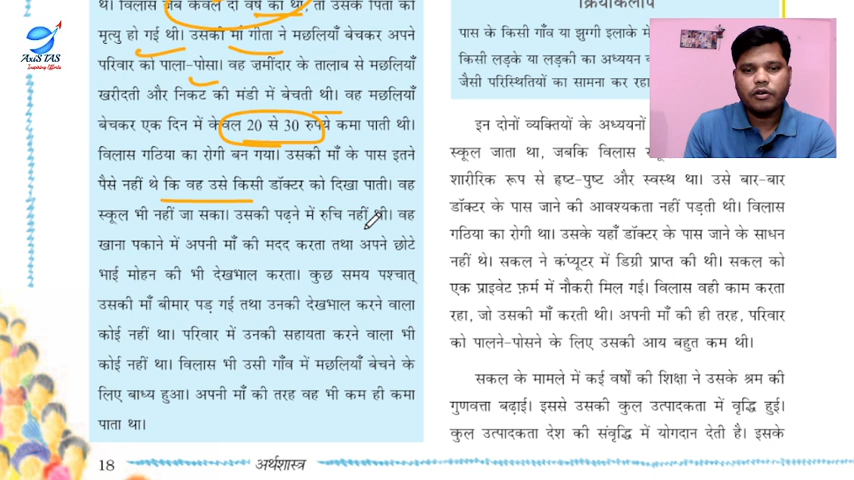 AXIS TAS
Inspiring Efforts
थी। विलास जब केवल दो वर्ष का था, तो उसके पिता की
मृत्यु हो गई थी। उसकी माँ गीता ने मछलियाँ बेचकर अपने
परिवार को पाला-पोसा। वह ज़मींदार के तालाब से मछलियाँ
खरीदती और निकट की मंडी में बेचती थी। वह मछलियाँ
बेचकर एक दिन में केवल 20 से 30 रुपये कमा पाती थी।
विलास गठिया का रोगी बन गया। उसकी माँ के पास इतने
पैसे नहीं थे कि वह उसे किसी डॉक्टर को दिखा पाती। वह
स्कूल भी नहीं जा सका। उसकी पढ़ने में रुचि नहीं थी। वह
खाना पकाने में अपनी माँ की मदद करता तथा अपने छोटे
भाई मोहन की भी देखभाल करता। कुछ समय पश्चात्
उसकी माँ बीमार पड़ गई तथा उनकी देखभाल करने वाला
कोई नहीं था। परिवार में उनकी सहायता करने वाला भी
कोई नहीं था। विलास भी उसी गाँव में मछलियाँ बेचने के
लिए बाध्य हुआ। अपनी माँ की तरह वह भी कम ही कमा
पाता था।
18 अर्थशास्त्र
क्रियाकलाप
पास के किसी गाँव या झुग्गी इलाके में
किसी लड़के या लड़की का अध्ययन
जैसी परिस्थितियों का सामना कर रहा
इन दोनों व्यक्तियों के अध्ययनों
स्कूल जाता था, जबकि विलास
शारीरिक रूप से हृष्ट-पुष्ट और स्वस्थ था। उसे बार-बार
डॉक्टर के पास जाने की आवश्यकता नहीं पड़ती थी। विलास
गठिया का रोगी था। उसके यहाँ डॉक्टर के पास जाने के साधन
नहीं थे। सकल ने कंप्यूटर में डिग्री प्राप्त की थी। सकल को
एक प्राइवेट फ़र्म में नौकरी मिल गई। विलास वही काम करता
रहा, जो उसकी माँ करती थी। अपनी माँ की ही तरह, परिवार
को पालने-पोसने के लिए उसकी आय बहुत कम थी।
सकल के मामले में कई वर्षों की शिक्षा ने उसके श्रम की
गुणवत्ता बढ़ाई। इससे उसकी कुल उत्पादकता में वृद्धि हुई।
कुल उत्पादकता देश की संवृद्धि में योगदान देती है। इसके